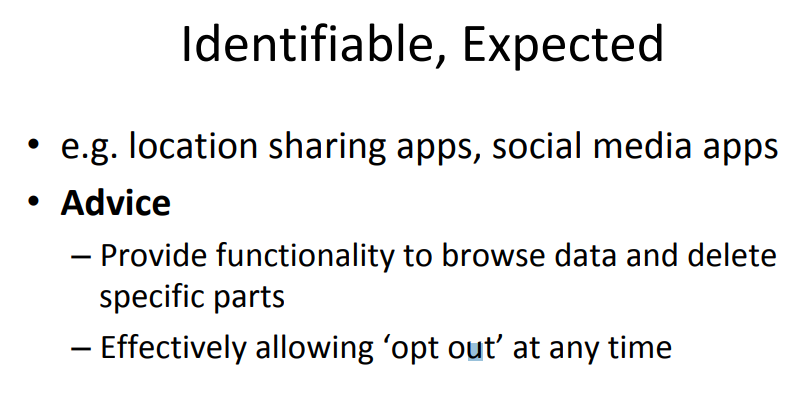 Identifiable, Expected
• e.g. location sharing apps, social media apps
• Advice
– Provide functionality to browse data and delete
specific parts
– Effectively allowing ‘opt out’ at any time